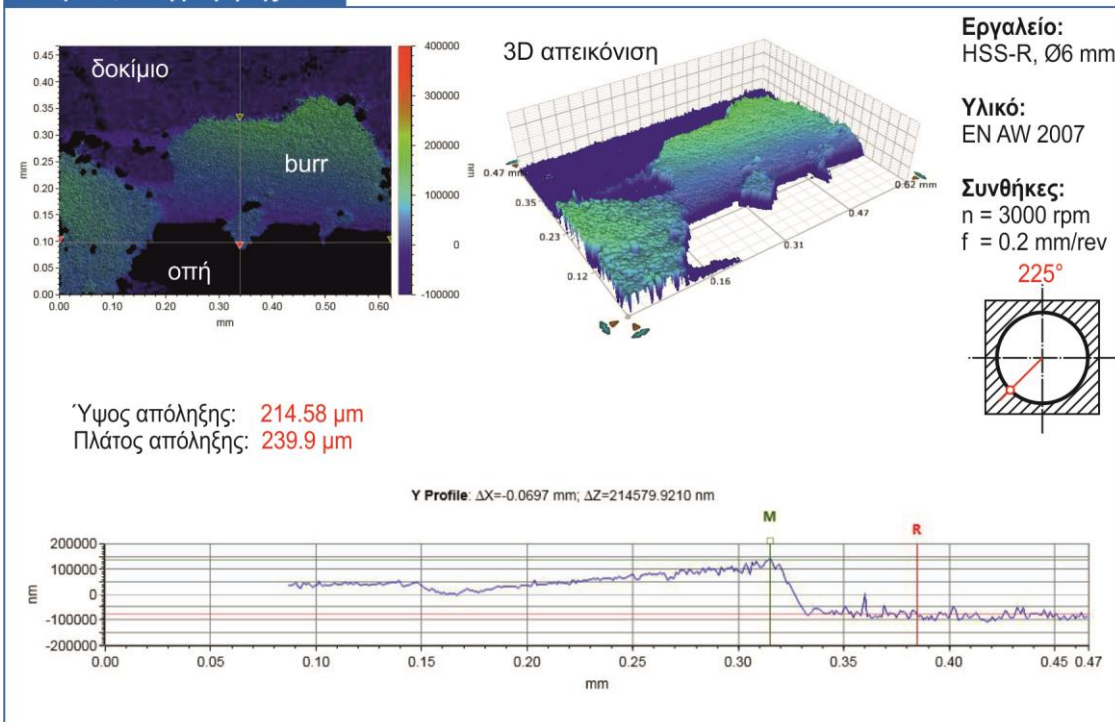 δοκίμιο
burr
οπή
0.45
0.40
0.35
0.30
0.25
0.20
0.15
0.10
0.05
0.00
mm
0.00
0.10
0.20
0.30
0.40
0.50
0.60
mm
400000
300000
200000
100000
0
-100000
nm
3D απεικόνιση
0.47 mm
0.35
0.23
0.12
0.16
0.31
0.47
0.62 mm
Εργαλείο:
HSS-R, Ø6 mm
Υλικό:
EN AW 2007
Συνθήκες:
n = 3000 rpm
f = 0.2 mm/rev
225°
Ύψος απόληξης: 214.58 μm
Πλάτος απόληξης: 239.9 μm
Y Profile: ΔX=-0.0697 mm; ΔZ=214579.9210 nm
M
R
200000
100000
0
-100000
-200000
nm
0.00
0.05
0.10
0.15
0.20
0.25
0.30
0.35
0.40
0.45
0.47
mm